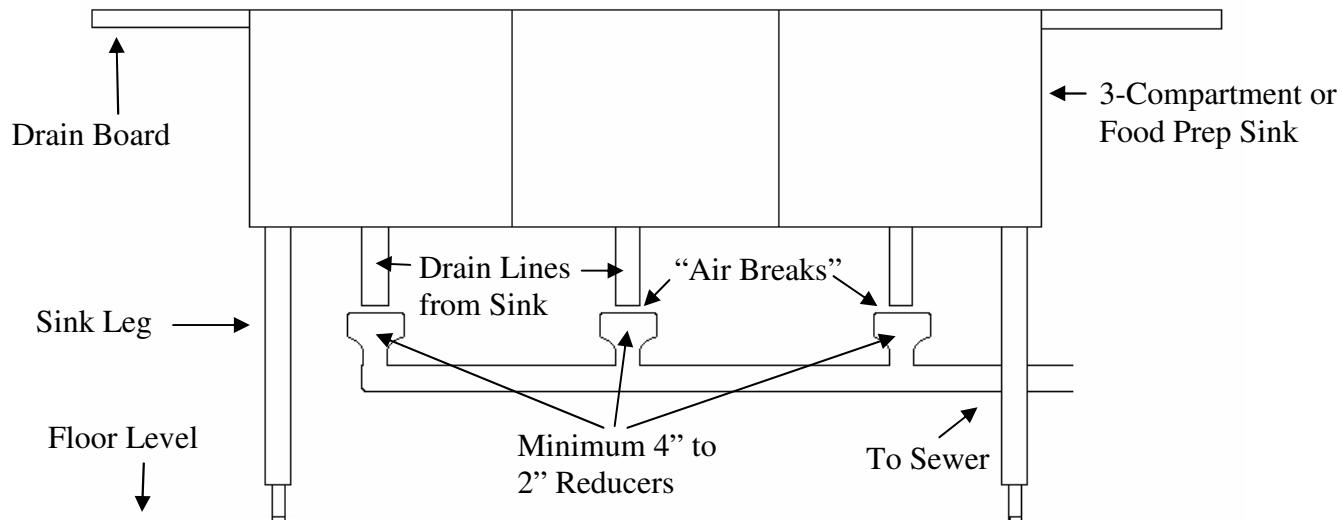 Drain Board
3-Compartment or
Food Prep Sink
Drain Lines
from Sink
“Air Breaks”
Sink Leg
Floor Level
Minimum 4” to
2” Reducers
To Sewer